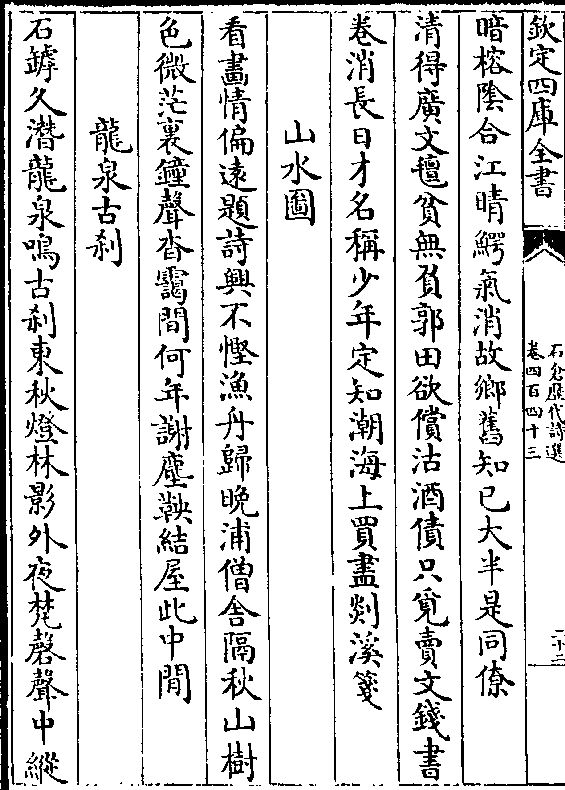 欽定四庫全書
石倉歷代詩選
卷四百四十三
二十二
暗榕隂合江晴鰐氣消故鄉舊知己大半是同僚
清得廣文氊貧無負郭田欲償沽酒債只覓賣文錢書
卷消長日才名稱少年定知潮海上買盡剡溪箋
山水圖
看畫情偏遠題詩興不慳漁舟歸晩浦僧舍隔秋山樹
色微茫裏鐘聲杳靄間何年謝塵鞅結屋此中閒
龍泉古刹
石罅久潛龍泉鳴古刹東秋燈林影外夜梵磬聲中縱